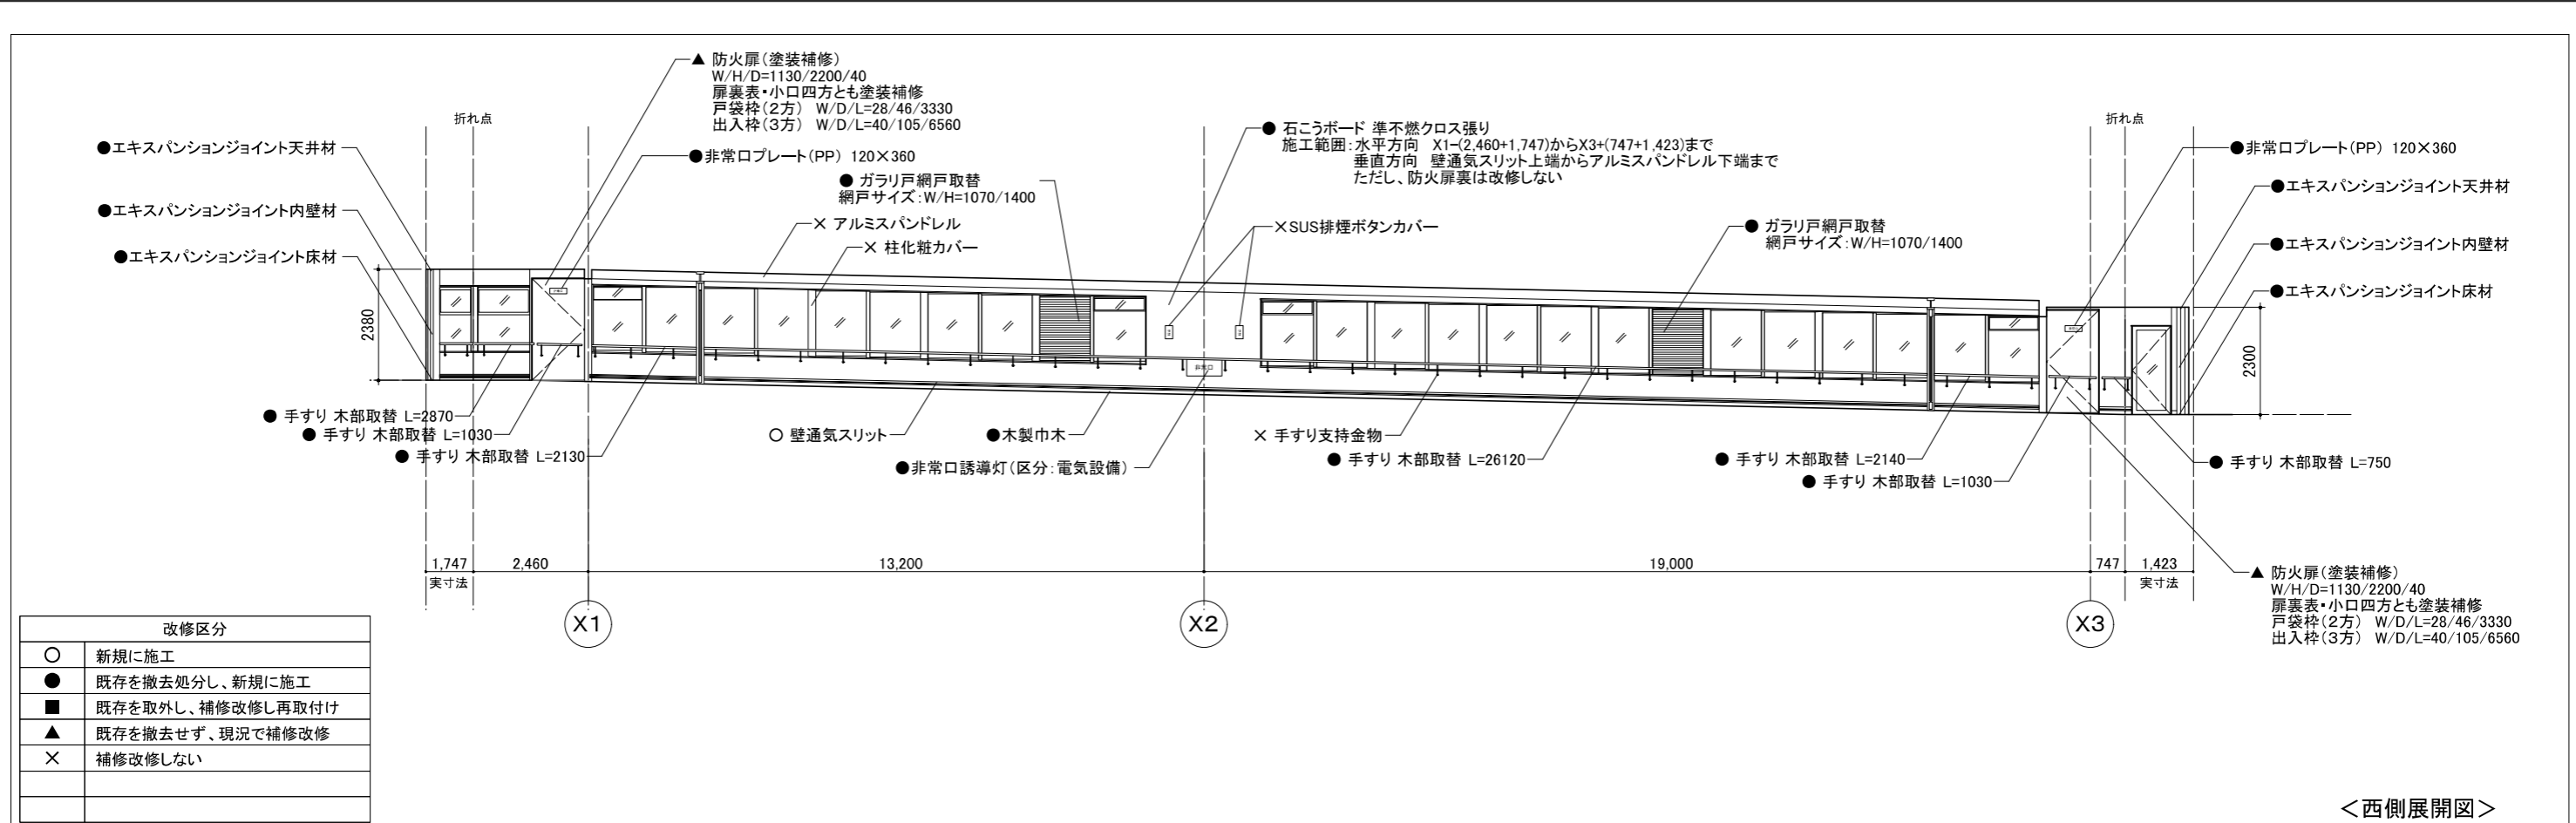 ▲ 防火扉(塗装補修)
W/H/D=1130/2200/40
扉裏表・小口四方とも塗装補修
戸袋枠(2方) W/D/L=28/46/3330
出入枠(3方) W/D/L=40/105/6560
折れ点
●エキスパンションジョイント天井材
●非常口プレート(PP) 120×360
● ガラリ戸網戸取替
網戸サイズ:W/H=1070/1400
●エキスパンションジョイント内壁材
× アルミスパンドレル
× 柱化粧カバー
●エキスパンションジョイント床材
● 石こうボード 準不燃クロス張り
施工範囲:水平方向 X1-(2,460+1,747)からX3+(747+1,423)まで
垂直方向 壁通気スリット上端からアルミスパンドレル下端まで
ただし、防火扉裏は改修しない
×SUS排煙ボタンカバー
● ガラリ戸網戸取替
網戸サイズ:W/H=1070/1400
折れ点
●非常口プレート(PP) 120×360
●エキスパンションジョイント天井材
●エキスパンションジョイント内壁材
●エキスパンションジョイント床材
2380
2300
非常口
● 手すり 木部取替 L=2870
● 手すり 木部取替 L=1030
● 手すり 木部取替 L=2130
○ 壁通気スリット
●木製巾木
●非常口誘導灯(区分:電気設備)
× 手すり支持金物
● 手すり 木部取替 L=26120
● 手すり 木部取替 L=2140
● 手すり 木部取替 L=1030
● 手すり 木部取替 L=750
1,747
2,460
13,200
19,000
747
1,423
実寸法
実寸法
X1
X2
X3
▲ 防火扉(塗装補修)
W/H/D=1130/2200/40
扉裏表・小口四方とも塗装補修
戸袋枠(2方) W/D/L=28/46/3330
出入枠(3方) W/D/L=40/105/6560
改修区分
○ 新規に施工
● 既存を撤去処分し、新規に施工
■ 既存を取外し、補修改修し再取付け
▲ 既存を撤去せず、現況で補修改修
× 補修改修しない
<西側展開図>